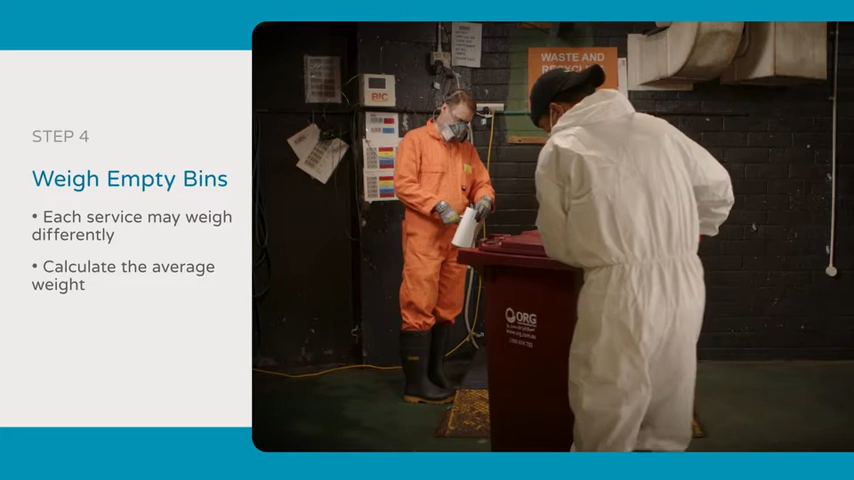 STEP 4
Weigh Empty Bins
• Each service may weigh
differently
• Calculate the average
weight
WASTE AND
ORG